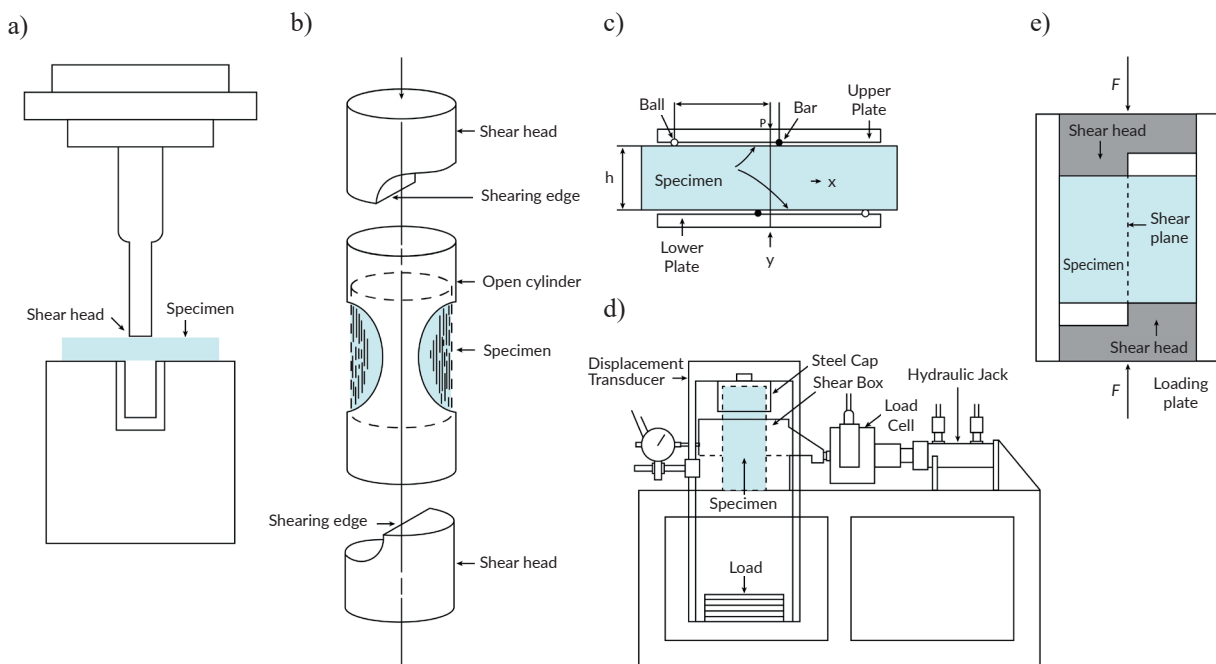 a)
Shear head
Specimen
b)
Shear head
Shearing edge
Open cylinder
Specimen
Shearing edge
Shear head
c)
Ball
P
Bar
Upper
Plate
h
Specimen
x
Lower
Plate
y
d)
Displacement
Transducer
Steel Cap
Shear Box
Load
Cell
Hydraulic Jack
Specimen
Load
e)
F
Shear head
Shear
plane
Specimen
Shear head
F
Loading
plate